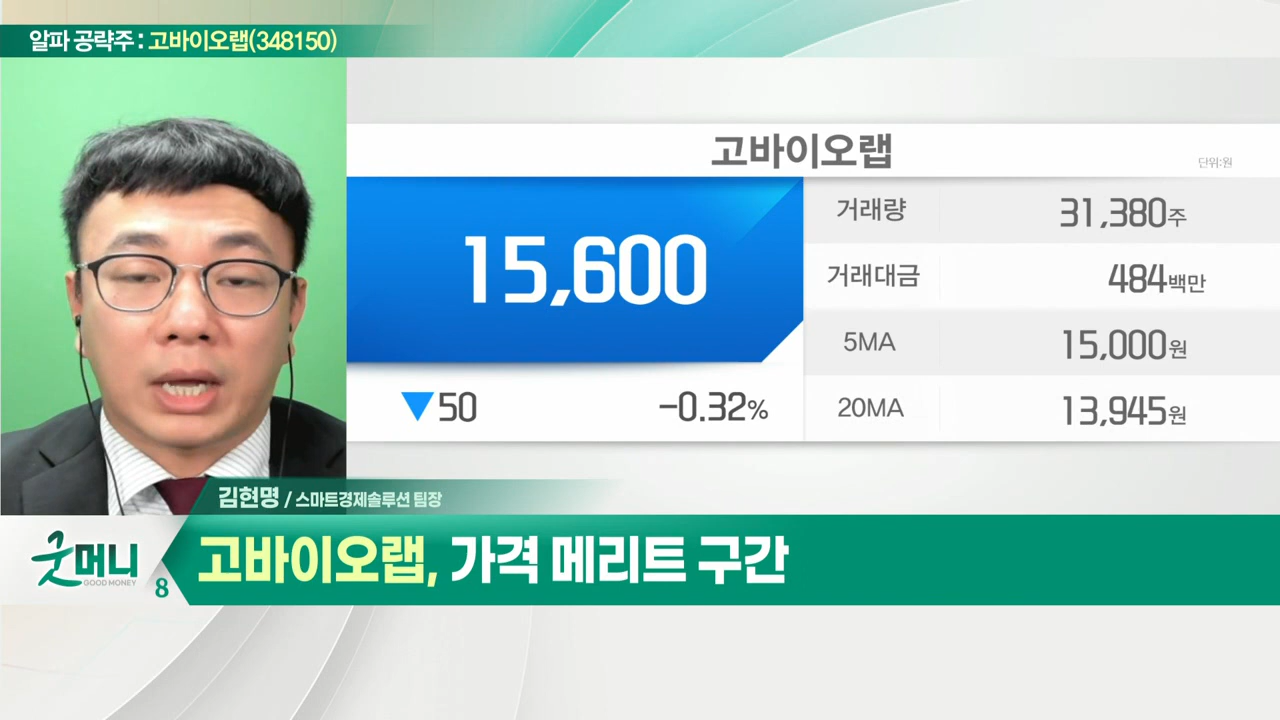 알파 공략주 : 고바이오랩(348150)
고바이오랩
단위:원
15,600
▼50 -0.32%
거래량 31,380주
거래대금 484백만
5MA 15,000원
20MA 13,945원
김현명 / 스마트경제솔루션 팀장
굿머니
GOOD MONEY
8
고바이오랩, 가격 메리트 구간